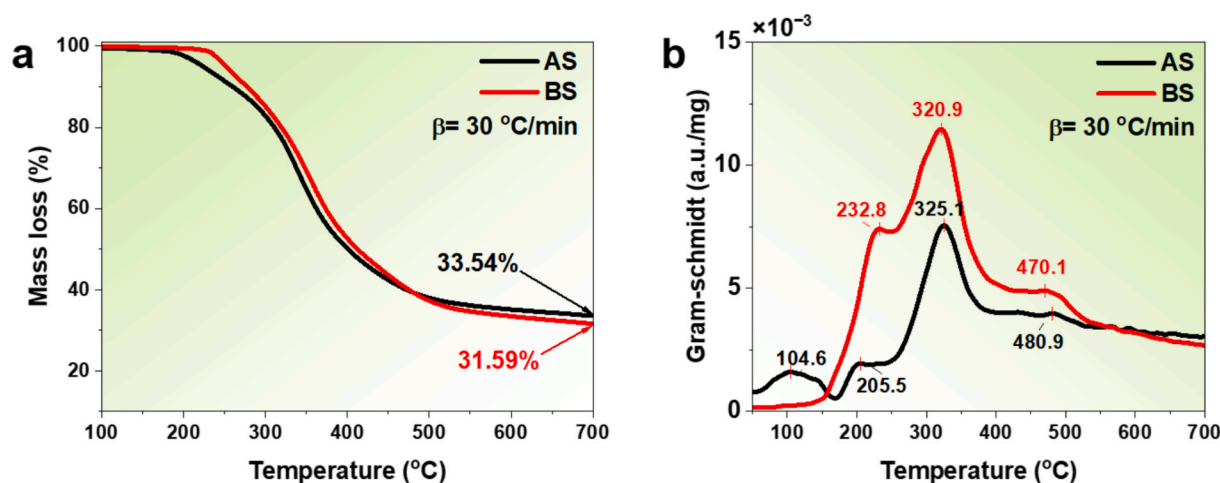 a
AS
BS
β= 30 °C/min
33.54%
31.59%
100
80
60
40
20
Mass loss (%)
100 200 300 400 500 600 700
Temperature (°C)
b
×10⁻³
AS
BS
β= 30 °C/min
320.9
325.1
232.8
470.1
480.9
104.6
205.5
15
10
5
0
Gram-schmidt (a.u./mg)
100 200 300 400 500 600 700
Temperature (°C)